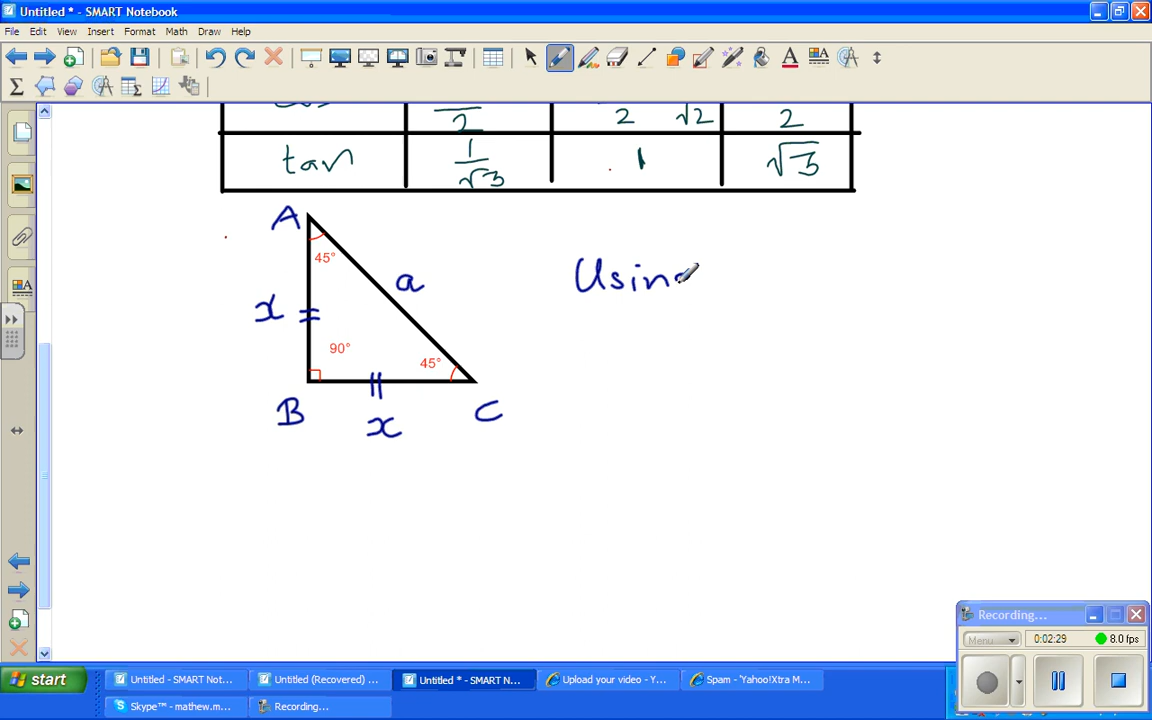 Untitled * - SMART Notebook
File Edit View Insert Format Math Draw Help
2 2 √2 2
tan 1/√3 1 √3
A
45°
a
Using
x
90°
45°
B
x
C
Recording...
Menu 0:02:29 8.0 fps
start Untitled - SMART Not... Untitled (Recovered) ... Untitled * - SMART N... Upload your video - Y... Spam - 'Yahoo!Xtra M...
Skype™ - mathew.m... Recording...